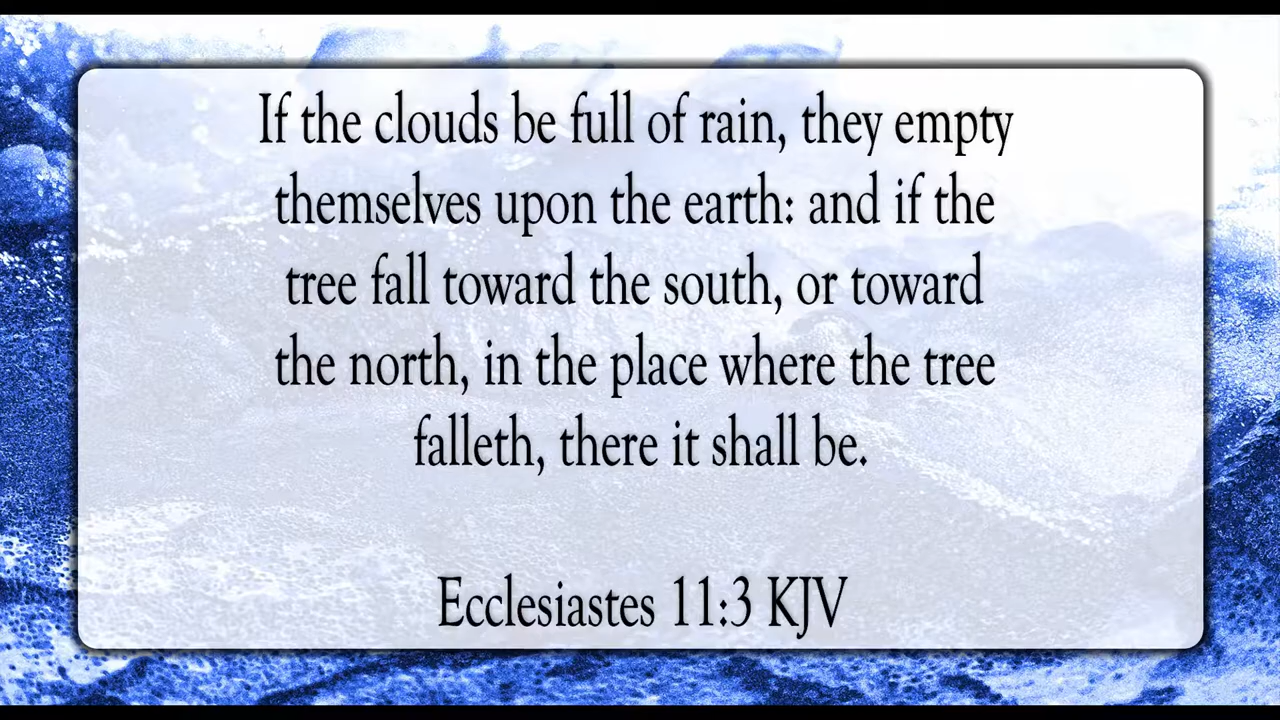 If the clouds be full of rain, they empty
themselves upon the earth: and if the
tree fall toward the south, or toward
the north, in the place where the tree
falleth, there it shall be.
Ecclesiastes 11:3 KJV